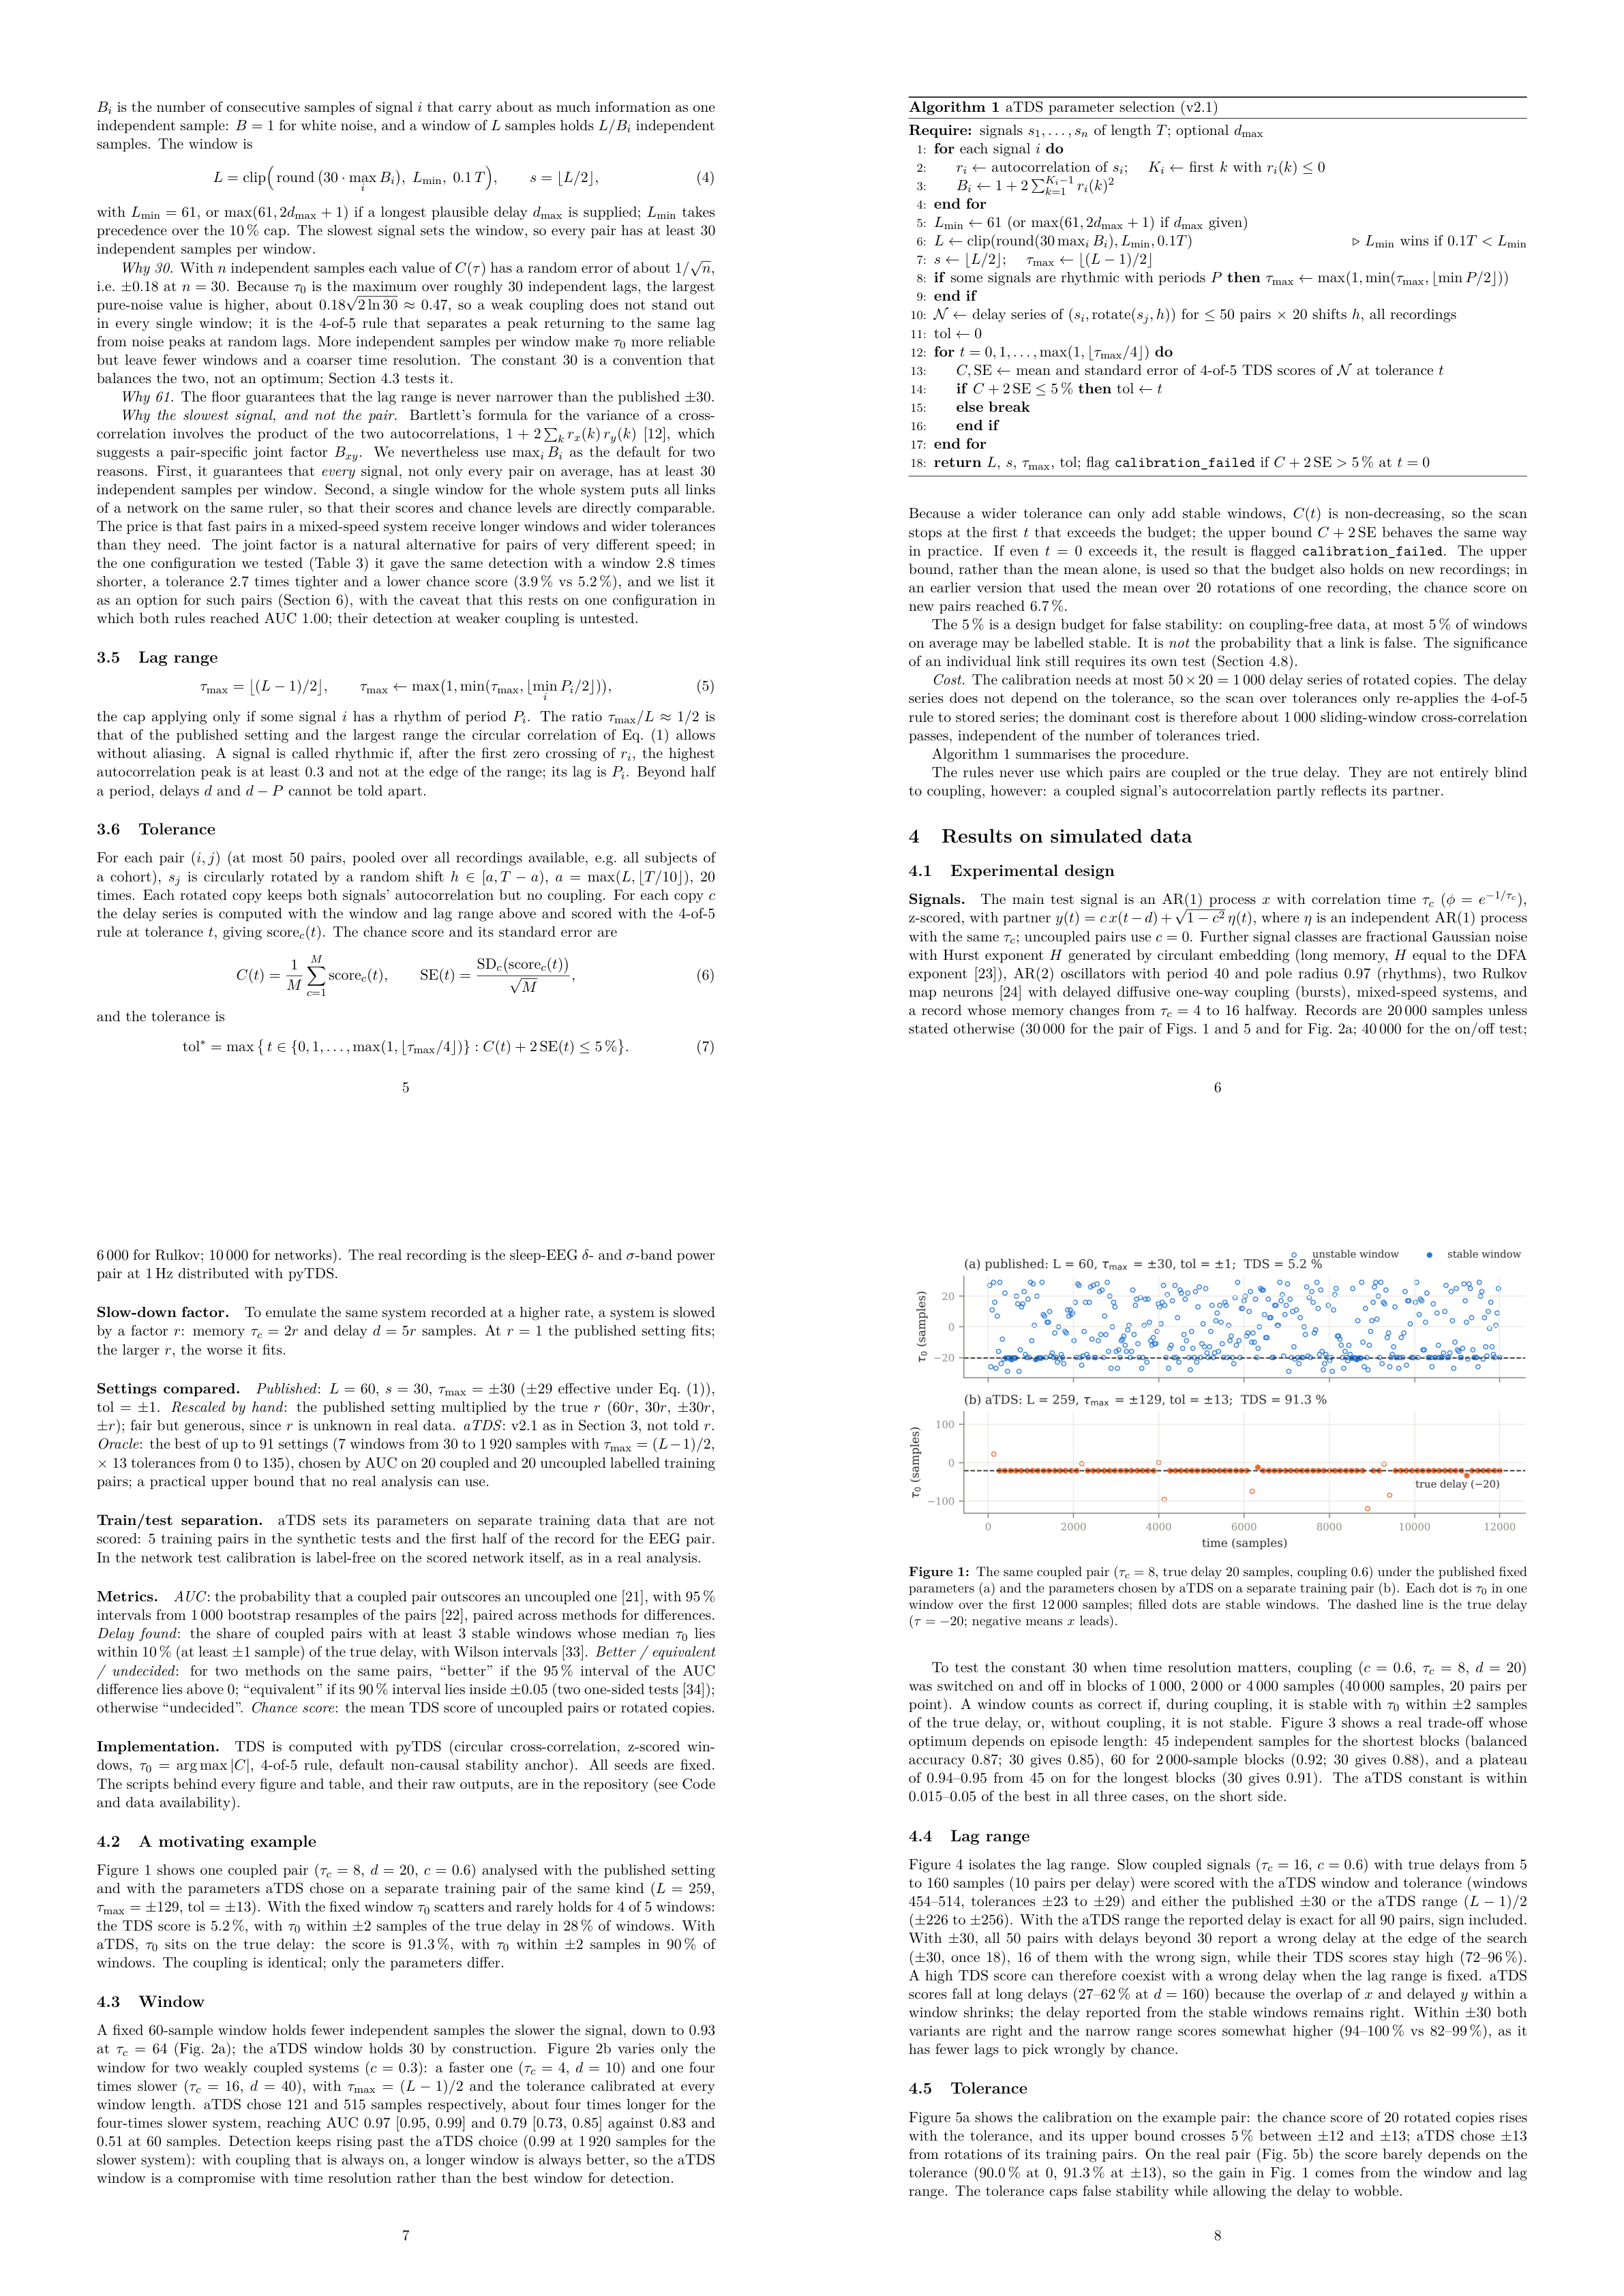 B_i is the number of consecutive samples of signal i that carry about as much information as one
independent sample: B = 1 for white noise, and a window of L samples holds L/B_i independent
samples. The window is
L = clip(round(30 · max_i B_i), L_min, 0.1 T), s = ⌊L/2⌋, (4)
with L_min = 61, or max(61, 2d_max + 1) if a longest plausible delay d_max is supplied; L_min takes
precedence over the 10 % cap. The slowest signal sets the window, so every pair has at least 30
independent samples per window.
Why 30. With n independent samples each value of C(τ) has a random error of about 1/√n,
i.e. ±0.18 at n = 30. Because τ_0 is the maximum over roughly 30 independent lags, the largest
pure-noise value is higher, about 0.18√(2 ln 30) ≈ 0.47, so a weak coupling does not stand out
in every single window; it is the 4-of-5 rule that separates a peak returning to the same lag
from noise peaks at random lags. More independent samples per window make τ_0 more reliable
but leave fewer windows and a coarser time resolution. The constant 30 is a convention that
balances the two, not an optimum; Section 4.3 tests it.
Why 61. The floor guarantees that the lag range is never narrower than the published ±30.
Why the slowest signal, and not the pair. Bartlett's formula for the variance of a cross-
correlation involves the product of the two autocorrelations, 1 + 2 ∑_k r_x(k) r_y(k) [12], which
suggests a pair-specific joint factor B_xy. We nevertheless use max_i B_i as the default for two
reasons. First, it guarantees that every signal, not only every pair on average, has at least 30
independent samples per window. Second, a single window for the whole system puts all links
of a network on the same ruler, so that their scores and chance levels are directly comparable.
The price is that fast pairs in a mixed-speed system receive longer windows and wider tolerances
than they need. The joint factor is a natural alternative for pairs of very different speed; in
the one configuration we tested (Table 3) it gave the same detection with a window 2.8 times
shorter, a tolerance 2.7 times tighter and a lower chance score (3.9 % vs 5.2 %), and we list it
as an option for such pairs (Section 6), with the caveat that this rests on one configuration in
which both rules reached AUC 1.00; their detection at weaker coupling is untested.
3.5 Lag range
τ_max = ⌊(L − 1)/2⌋, τ_max ← max(1, min(τ_max, ⌊min_i P_i/2⌋)), (5)
the cap applying only if some signal i has a rhythm of period P_i. The ratio τ_max/L ≈ 1/2 is
that of the published setting and the largest range the circular correlation of Eq. (1) allows
without aliasing. A signal is called rhythmic if, after the first zero crossing of r_i, the highest
autocorrelation peak is at least 0.3 and not at the edge of the range; its lag is P_i. Beyond half
a period, delays d and d − P cannot be told apart.
3.6 Tolerance
For each pair (i, j) (at most 50 pairs, pooled over all recordings available, e.g. all subjects of
a cohort), s_j is circularly rotated by a random shift h ∈ [a, T − a), a = max(L, ⌊T/10⌋), 20
times. Each rotated copy keeps both signals' autocorrelation but no coupling. For each copy c
the delay series is computed with the window and lag range above and scored with the 4-of-5
rule at tolerance t, giving score_c(t). The chance score and its standard error are
C(t) = 1/M ∑_{c=1}^{M} score_c(t), SE(t) = SD_c(score_c(t))/√M, (6)
and the tolerance is
tol* = max { t ∈ {0, 1, . . . , max(1, ⌊τ_max/4⌋)} : C(t) + 2 SE(t) ≤ 5 %}. (7)
5
Algorithm 1 aTDS parameter selection (v2.1)
Require: signals s_1, . . . , s_n of length T; optional d_max
1: for each signal i do
2: r_i ← autocorrelation of s_i; K_i ← first k with r_i(k) ≤ 0
3: B_i ← 1 + 2 ∑_{k=1}^{K_i−1} r_i(k)^2
4: end for
5: L_min ← 61 (or max(61, 2d_max + 1) if d_max given)
6: L ← clip(round(30 max_i B_i), L_min, 0.1T) ▷ L_min wins if 0.1T < L_min
7: s ← ⌊L/2⌋; τ_max ← ⌊(L − 1)/2⌋
8: if some signals are rhythmic with periods P then τ_max ← max(1, min(τ_max, ⌊min P/2⌋))
9: end if
10: 𝒩 ← delay series of (s_i, rotate(s_j, h)) for ≤ 50 pairs × 20 shifts h, all recordings
11: tol ← 0
12: for t = 0, 1, . . . , max(1, ⌊τ_max/4⌋) do
13: C, SE ← mean and standard error of 4-of-5 TDS scores of 𝒩 at tolerance t
14: if C + 2 SE ≤ 5 % then tol ← t
15: else break
16: end if
17: end for
18: return L, s, τ_max, tol; flag calibration_failed if C + 2 SE > 5 % at t = 0
Because a wider tolerance can only add stable windows, C(t) is non-decreasing, so the scan
stops at the first t that exceeds the budget; the upper bound C + 2 SE behaves the same way
in practice. If even t = 0 exceeds it, the result is flagged calibration_failed. The upper
bound, rather than the mean alone, is used so that the budget also holds on new recordings; in
an earlier version that used the mean over 20 rotations of one recording, the chance score on
new pairs reached 6.7 %.
The 5 % is a design budget for false stability: on coupling-free data, at most 5 % of windows
on average may be labelled stable. It is not the probability that a link is false. The significance
of an individual link still requires its own test (Section 4.8).
Cost. The calibration needs at most 50 × 20 = 1 000 delay series of rotated copies. The delay
series does not depend on the tolerance, so the scan over tolerances only re-applies the 4-of-5
rule to stored series; the dominant cost is therefore about 1 000 sliding-window cross-correlation
passes, independent of the number of tolerances tried.
Algorithm 1 summarises the procedure.
The rules never use which pairs are coupled or the true delay. They are not entirely blind
to coupling, however: a coupled signal's autocorrelation partly reflects its partner.
4 Results on simulated data
4.1 Experimental design
Signals. The main test signal is an AR(1) process x with correlation time τ_c (ϕ = e^{−1/τ_c}),
z-scored, with partner y(t) = c x(t − d) + √(1 − c^2) η(t), where η is an independent AR(1) process
with the same τ_c; uncoupled pairs use c = 0. Further signal classes are fractional Gaussian noise
with Hurst exponent H generated by circulant embedding (long memory, H equal to the DFA
exponent [23]), AR(2) oscillators with period 40 and pole radius 0.97 (rhythms), two Rulkov
map neurons [24] with delayed diffusive one-way coupling (bursts), mixed-speed systems, and
a record whose memory changes from τ_c = 4 to 16 halfway. Records are 20 000 samples unless
stated otherwise (30 000 for the pair of Figs. 1 and 5 and for Fig. 2a; 40 000 for the on/off test;
6
6 000 for Rulkov; 10 000 for networks). The real recording is the sleep-EEG δ- and σ-band power
pair at 1 Hz distributed with pyTDS.
Slow-down factor. To emulate the same system recorded at a higher rate, a system is slowed
by a factor r: memory τ_c = 2r and delay d = 5r samples. At r = 1 the published setting fits;
the larger r, the worse it fits.
Settings compared. Published: L = 60, s = 30, τ_max = ±30 (±29 effective under Eq. (1)),
tol = ±1. Rescaled by hand: the published setting multiplied by the true r (60r, 30r, ±30r,
±r); fair but generous, since r is unknown in real data. aTDS: v2.1 as in Section 3, not told r.
Oracle: the best of up to 91 settings (7 windows from 30 to 1 920 samples with τ_max = (L−1)/2,
× 13 tolerances from 0 to 135), chosen by AUC on 20 coupled and 20 uncoupled labelled training
pairs; a practical upper bound that no real analysis can use.
Train/test separation. aTDS sets its parameters on separate training data that are not
scored: 5 training pairs in the synthetic tests and the first half of the record for the EEG pair.
In the network test calibration is label-free on the scored network itself, as in a real analysis.
Metrics. AUC: the probability that a coupled pair outscores an uncoupled one [21], with 95 %
intervals from 1 000 bootstrap resamples of the pairs [22], paired across methods for differences.
Delay found: the share of coupled pairs with at least 3 stable windows whose median τ_0 lies
within 10 % (at least ±1 sample) of the true delay, with Wilson intervals [33]. Better / equivalent
/ undecided: for two methods on the same pairs, “better” if the 95 % interval of the AUC
difference lies above 0; “equivalent” if its 90 % interval lies inside ±0.05 (two one-sided tests [34]);
otherwise “undecided”. Chance score: the mean TDS score of uncoupled pairs or rotated copies.
Implementation. TDS is computed with pyTDS (circular cross-correlation, z-scored win-
dows, τ_0 = arg max |C|, 4-of-5 rule, default non-causal stability anchor). All seeds are fixed.
The scripts behind every figure and table, and their raw outputs, are in the repository (see Code
and data availability).
4.2 A motivating example
Figure 1 shows one coupled pair (τ_c = 8, d = 20, c = 0.6) analysed with the published setting
and with the parameters aTDS chose on a separate training pair of the same kind (L = 259,
τ_max = ±129, tol = ±13). With the fixed window τ_0 scatters and rarely holds for 4 of 5 windows:
the TDS score is 5.2 %, with τ_0 within ±2 samples of the true delay in 28 % of windows. With
aTDS, τ_0 sits on the true delay: the score is 91.3 %, with τ_0 within ±2 samples in 90 % of
windows. The coupling is identical; only the parameters differ.
4.3 Window
A fixed 60-sample window holds fewer independent samples the slower the signal, down to 0.93
at τ_c = 64 (Fig. 2a); the aTDS window holds 30 by construction. Figure 2b varies only the
window for two weakly coupled systems (c = 0.3): a faster one (τ_c = 4, d = 10) and one four
times slower (τ_c = 16, d = 40), with τ_max = (L − 1)/2 and the tolerance calibrated at every
window length. aTDS chose 121 and 515 samples respectively, about four times longer for the
four-times slower system, reaching AUC 0.97 [0.95, 0.99] and 0.79 [0.73, 0.85] against 0.83 and
0.51 at 60 samples. Detection keeps rising past the aTDS choice (0.99 at 1 920 samples for the
slower system): with coupling that is always on, a longer window is always better, so the aTDS
window is a compromise with time resolution rather than the best window for detection.
7
unstable window stable window
(a) published: L = 60, τ_max = ±30, tol = ±1; TDS = 5.2 %
τ_0 (samples)
20
0
−20
(b) aTDS: L = 259, τ_max = ±129, tol = ±13; TDS = 91.3 %
τ_0 (samples)
100
0
−100
true delay (−20)
0 2000 4000 6000 8000 10000 12000
time (samples)
Figure 1: The same coupled pair (τ_c = 8, true delay 20 samples, coupling 0.6) under the published fixed
parameters (a) and the parameters chosen by aTDS on a separate training pair (b). Each dot is τ_0 in one
window over the first 12 000 samples; filled dots are stable windows. The dashed line is the true delay
(τ = −20; negative means x leads).
To test the constant 30 when time resolution matters, coupling (c = 0.6, τ_c = 8, d = 20)
was switched on and off in blocks of 1 000, 2 000 or 4 000 samples (40 000 samples, 20 pairs per
point). A window counts as correct if, during coupling, it is stable with τ_0 within ±2 samples
of the true delay, or, without coupling, it is not stable. Figure 3 shows a real trade-off whose
optimum depends on episode length: 45 independent samples for the shortest blocks (balanced
accuracy 0.87; 30 gives 0.85), 60 for 2 000-sample blocks (0.92; 30 gives 0.88), and a plateau
of 0.94–0.95 from 45 on for the longest blocks (30 gives 0.91). The aTDS constant is within
0.015–0.05 of the best in all three cases, on the short side.
4.4 Lag range
Figure 4 isolates the lag range. Slow coupled signals (τ_c = 16, c = 0.6) with true delays from 5
to 160 samples (10 pairs per delay) were scored with the aTDS window and tolerance (windows
454–514, tolerances ±23 to ±29) and either the published ±30 or the aTDS range (L − 1)/2
(±226 to ±256). With the aTDS range the reported delay is exact for all 90 pairs, sign included.
With ±30, all 50 pairs with delays beyond 30 report a wrong delay at the edge of the search
(±30, once 18), 16 of them with the wrong sign, while their TDS scores stay high (72–96 %).
A high TDS score can therefore coexist with a wrong delay when the lag range is fixed. aTDS
scores fall at long delays (27–62 % at d = 160) because the overlap of x and delayed y within a
window shrinks; the delay reported from the stable windows remains right. Within ±30 both
variants are right and the narrow range scores somewhat higher (94–100 % vs 82–99 %), as it
has fewer lags to pick wrongly by chance.
4.5 Tolerance
Figure 5a shows the calibration on the example pair: the chance score of 20 rotated copies rises
with the tolerance, and its upper bound crosses 5 % between ±12 and ±13; aTDS chose ±13
from rotations of its training pairs. On the real pair (Fig. 5b) the score barely depends on the
tolerance (90.0 % at 0, 91.3 % at ±13), so the gain in Fig. 1 comes from the window and lag
range. The tolerance caps false stability while allowing the delay to wobble.
8